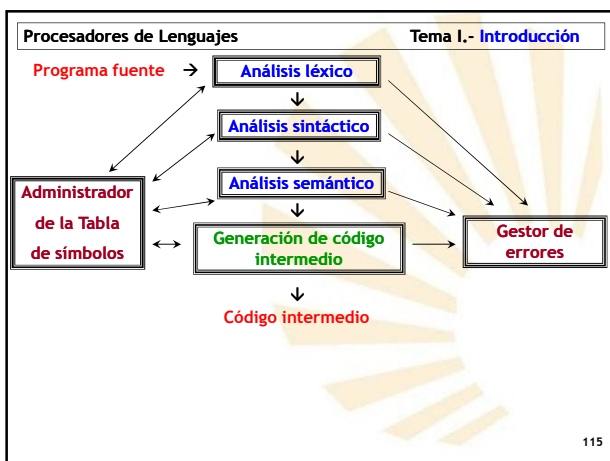 Procesadores de Lenguajes Tema I.- Introducción
Programa fuente → Análisis léxico
Análisis sintáctico
Análisis semántico
Administrador
de la Tabla
de símbolos
Generación de código
intermedio
Gestor de
errores
Código intermedio
115